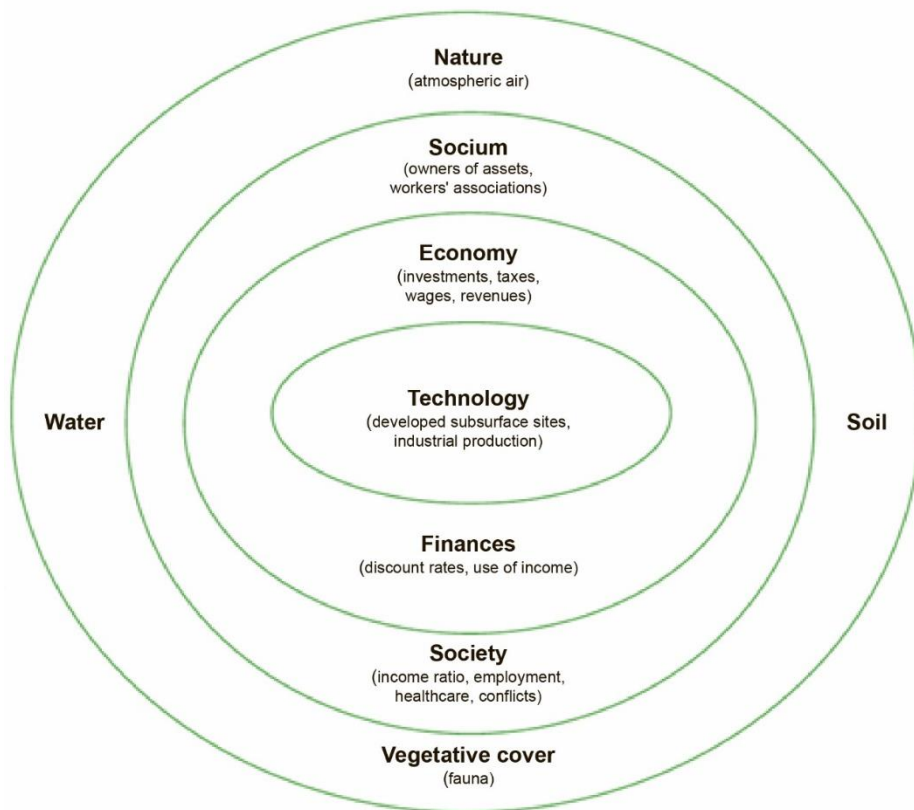 Nature
(atmospheric air)
Socium
(owners of assets,
workers' associations)
Economy
(investments, taxes,
wages, revenues)
Technology
(developed subsurface sites,
industrial production)
Water
Soil
Finances
(discount rates, use of income)
Society
(income ratio, employment,
healthcare, conflicts)
Vegetative cover
(fauna)